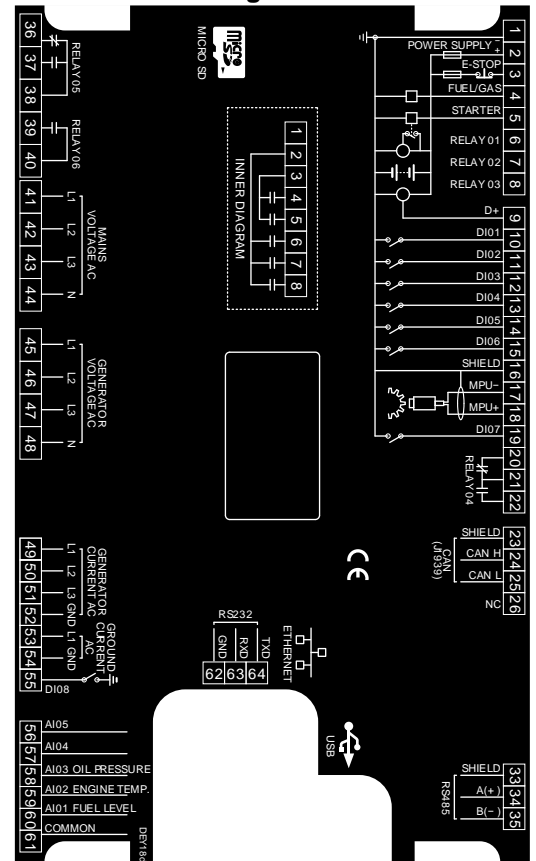 36
37
38
RELAY 05
39
40
RELAY 06
41
42
43
44
L1
L2
L3
N
MAINS
VOLTAGE AC
45
46
47
48
L1
L2
L3
N
GENERATOR
VOLTAGE AC
49
50
51
52
53
54
55
L1
L2
L3
GND
L1
GND
GENERATOR
CURRENT AC
GROUND
CURRENT
AC
DI08
56
57
58
59
60
61
AI05
AI04
AI03 OIL PRESSURE
AI02 ENGINE TEMP.
AI01 FUEL LEVEL
COMMON
micro
SD
MICRO SD
INNER DIAGRAM
1
2
3
4
5
6
7
8
RS232
GND
RXD
TXD
62
63
64
ETHERNET
USB
CE
POWER SUPPLY − +
E-STOP
FUEL/GAS
STARTER
RELAY 01
RELAY 02
RELAY 03
1
2
3
4
5
6
7
8
D+
DI01
DI02
DI03
DI04
DI05
DI06
SHIELD
MPU−
MPU+
DI07
RELAY 04
9
10
11
12
13
14
15
16
17
18
19
20
21
22
SHIELD
CAN H
CAN L
NC
CAN
(J1939)
23
24
25
26
SHIELD
A(+)
B(−)
RS485
33
34
35